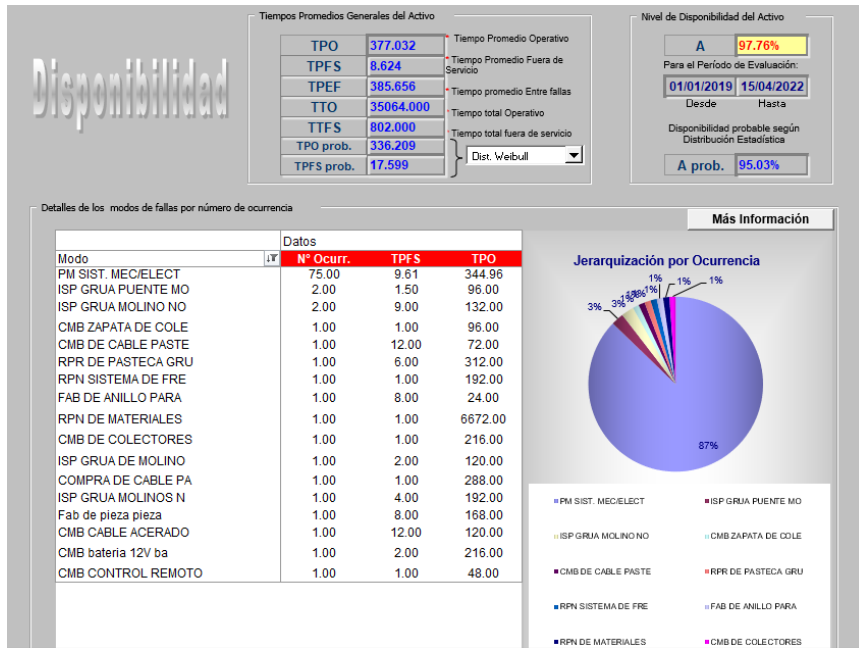 Disponibilidad
Tiempos Promedios Generales del Activo
TPO 377.032 * Tiempo Promedio Operativo
TPFS 8.624 * Tiempo Promedio Fuera de Servicio
TPEF 385.656 * Tiempo promedio Entre fallas
TTO 35064.000 * Tiempo total Operativo
TTFS 802.000 * Tiempo total fuera de servicio
TPO prob. 336.209
TPFS prob. 17.599
Dist. Weibull
Nivel de Disponibilidad del Activo
A 97.76%
Para el Período de Evaluación:
01/01/2019 15/04/2022
Desde Hasta
Disponibilidad probable según
Distribución Estadística
A prob. 95.03%
Detalles de los modos de fallas por número de ocurrencia
Más Información
Datos
Modo N° Ocurr. TPFS TPO
PM SIST. MEC/ELECT 75.00 9.61 344.96
ISP GRUA PUENTE MO 2.00 1.50 96.00
ISP GRUA MOLINO NO 2.00 9.00 132.00
CMB ZAPATA DE COLE 1.00 1.00 96.00
CMB DE CABLE PASTE 1.00 12.00 72.00
RPR DE PASTECA GRU 1.00 6.00 312.00
RPN SISTEMA DE FRE 1.00 1.00 192.00
FAB DE ANILLO PARA 1.00 8.00 24.00
RPN DE MATERIALES 1.00 1.00 6672.00
CMB DE COLECTORES 1.00 1.00 216.00
ISP GRUA DE MOLINO 1.00 2.00 120.00
COMPRA DE CABLE PA 1.00 1.00 288.00
ISP GRUA MOLINOS N 1.00 4.00 192.00
Fab de pieza pieza 1.00 8.00 168.00
CMB CABLE ACERADO 1.00 12.00 120.00
CMB bateria 12V ba 1.00 2.00 216.00
CMB CONTROL REMOTO 1.00 1.00 48.00
Jerarquización por Ocurrencia
3% 3% 1% 1% 1% 1% 1% 1%
87%
PM SIST. MEC/ELECT ISP GRUA PUENTE MO
ISP GRUA MOLINO NO CMB ZAPATA DE COLE
CMB DE CABLE PASTE RPR DE PASTECA GRU
RPN SISTEMA DE FRE FAB DE ANILLO PARA
RPN DE MATERIALES CMB DE COLECTORES